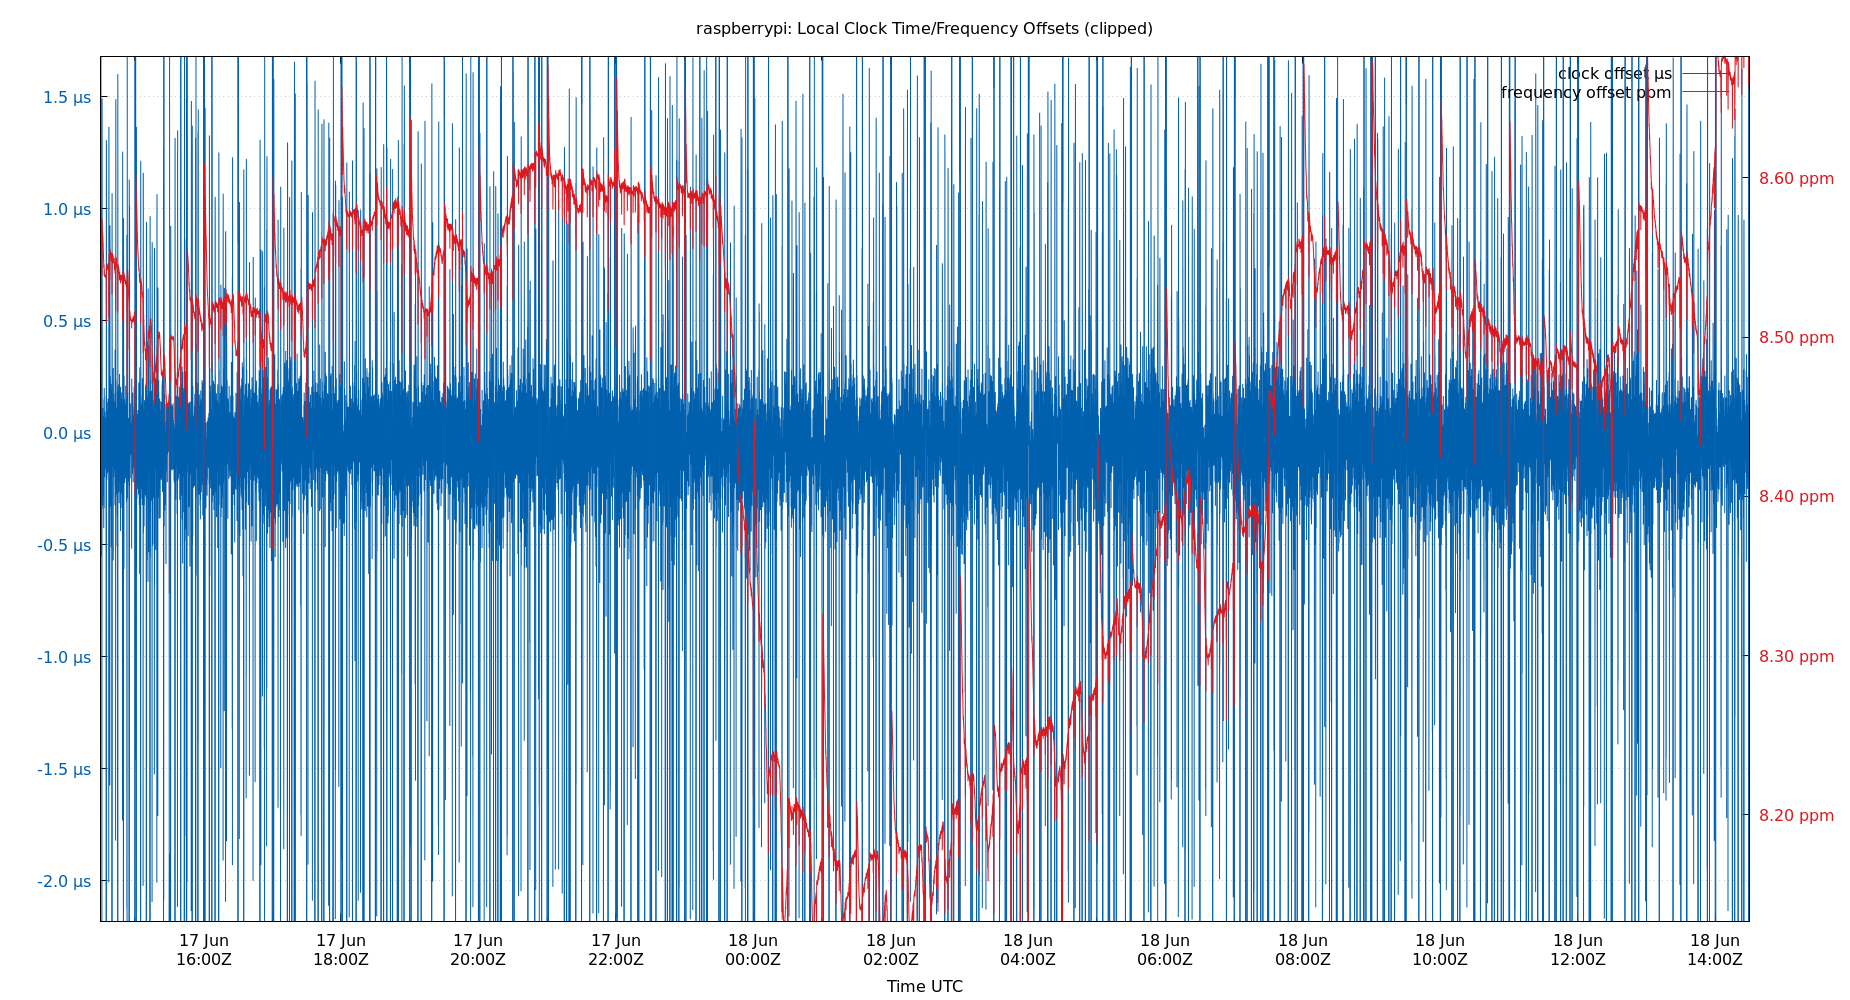 raspberrypi: Local Clock Time/Frequency Offsets (clipped)
clock offset µs
frequency offset ppm
1.5 µs
1.0 µs
0.5 µs
0.0 µs
-0.5 µs
-1.0 µs
-1.5 µs
-2.0 µs
8.60 ppm
8.50 ppm
8.40 ppm
8.30 ppm
8.20 ppm
17 Jun 17 Jun 17 Jun 17 Jun 18 Jun 18 Jun 18 Jun 18 Jun 18 Jun 18 Jun 18 Jun 18 Jun
16:00Z 18:00Z 20:00Z 22:00Z 00:00Z 02:00Z 04:00Z 06:00Z 08:00Z 10:00Z 12:00Z 14:00Z
Time UTC